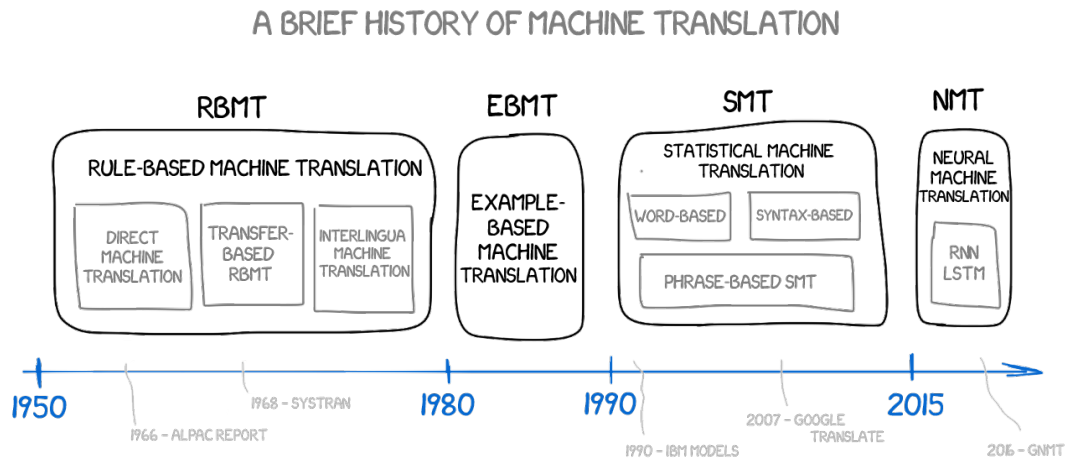 A BRIEF HISTORY OF MACHINE TRANSLATION
RBMT
RULE-BASED MACHINE TRANSLATION
DIRECT
MACHINE
TRANSLATION
TRANSFER-
BASED
RBMT
INTERLINGUA
MACHINE
TRANSLATION
EBMT
EXAMPLE-
BASED
MACHINE
TRANSLATION
SMT
STATISTICAL MACHINE
TRANSLATION
WORD-BASED
SYNTAX-BASED
PHRASE-BASED SMT
NMT
NEURAL
MACHINE
TRANSLATION
RNN
LSTM
1950
1966 - ALPAC REPORT
1968 - SYSTRAN
1980
1990
1990 - IBM MODELS
2007 - GOOGLE
TRANSLATE
2015
2016 - GNMT